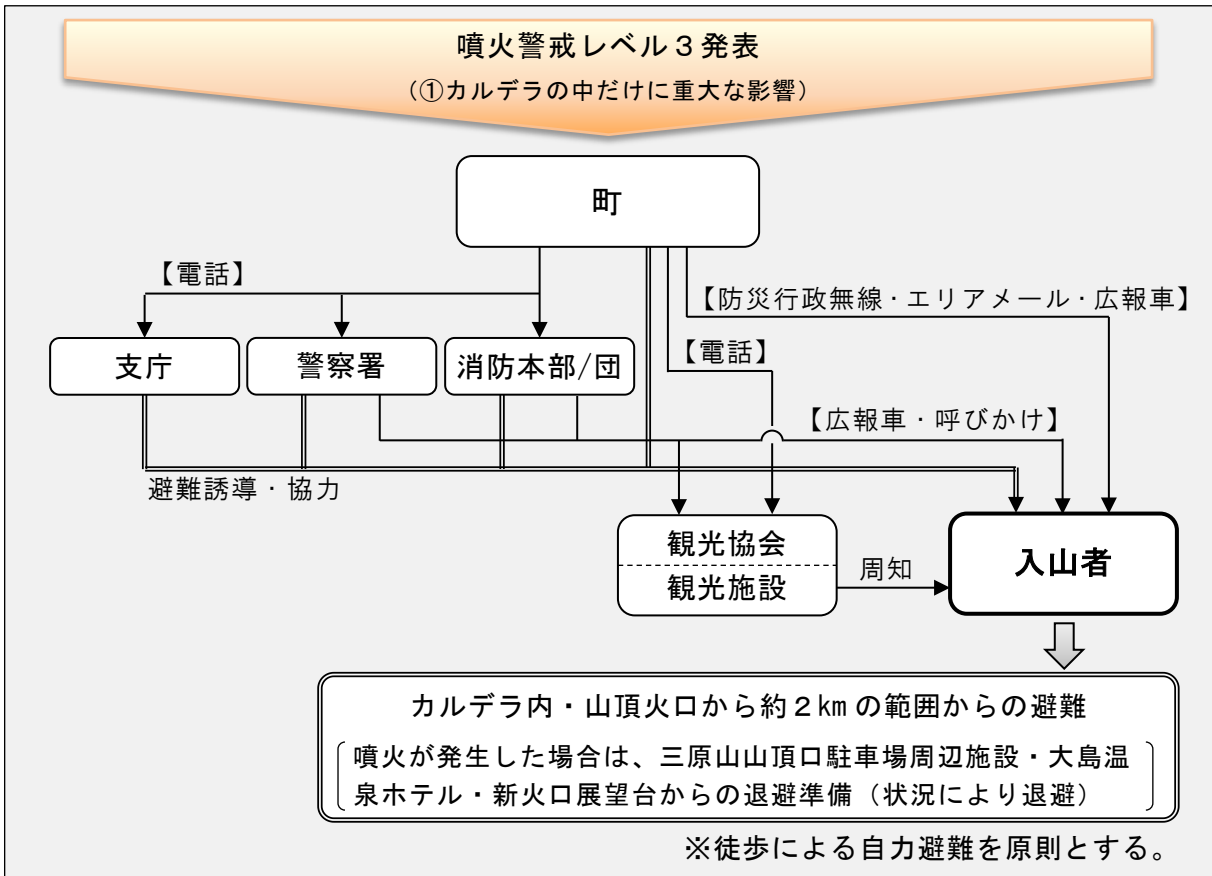 噴火警戒レベル３発表
（①カルデラの中だけに重大な影響）
町
【電話】
【防災行政無線・エリアメール・広報車】
支庁
警察署
消防本部/団
【電話】
【広報車・呼びかけ】
避難誘導・協力
観光協会
観光施設
周知
入山者
カルデラ内・山頂火口から約２㎞の範囲からの避難
噴火が発生した場合は、三原山山頂口駐車場周辺施設・大島温
泉ホテル・新火口展望台からの退避準備（状況により退避）
※徒歩による自力避難を原則とする。